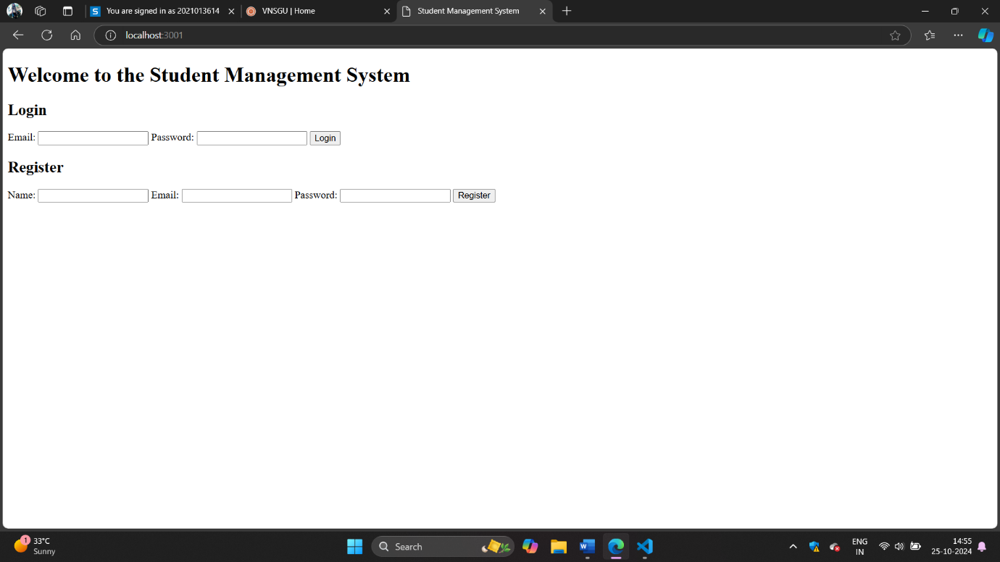 You are signed in as 2021013614
VNSGU | Home
Student Management System
localhost:3001
Welcome to the Student Management System
Login
Email: Password: Login
Register
Name: Email: Password: Register
1 33°C
Sunny
Search
ENG
IN
14:55
25-10-2024